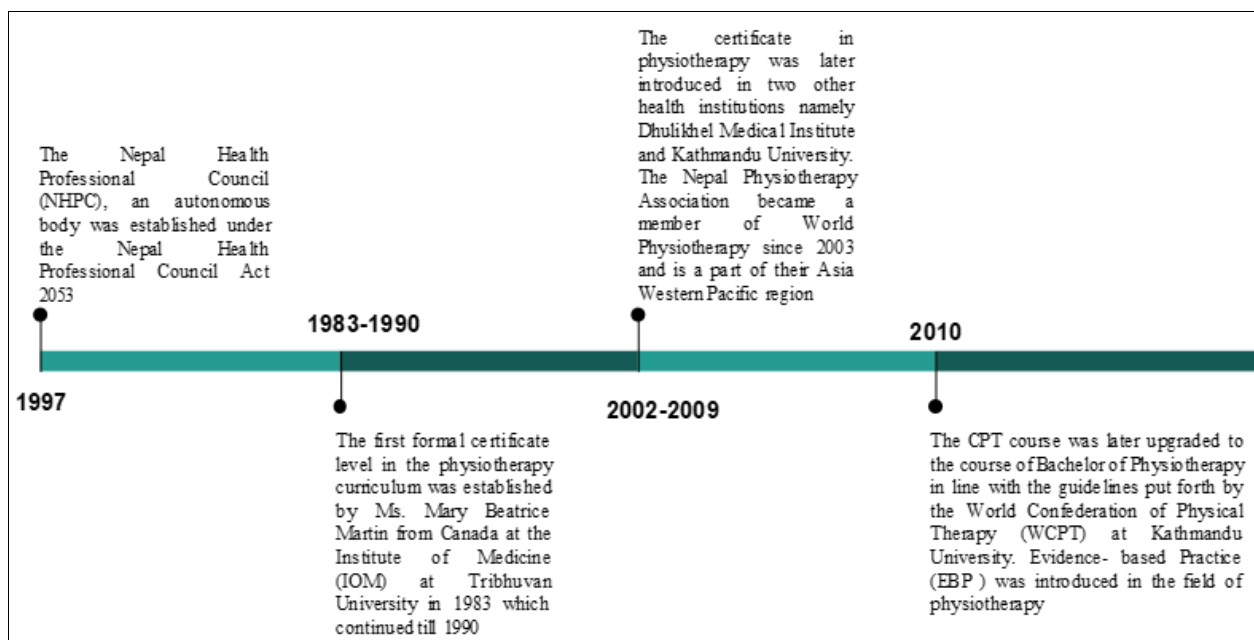 The Nepal Health
Professional Council
(NHPC), an autonomous
body was established under
the Nepal Health
Professional Council Act
2053
1997
1983-1990
The first formal certificate
level in the physiotherapy
curriculum was established
by Ms. Mary Beatrice
Martin from Canada at the
Institute of Medicine
(IOM) at Tribhuvan
University in 1983 which
continued till 1990
The certificate in
physiotherapy was later
introduced in two other
health institutions namely
Dhulikhel Medical Institute
and Kathmandu University.
The Nepal Physiotherapy
Association became a
member of World
Physiotherapy since 2003
and is a part of their Asia
Western Pacific region
2002-2009
2010
The CPT course was later upgraded to
the course of Bachelor of Physiotherapy
in line with the guidelines put forth by
the World Confederation of Physical
Therapy (WCPT) at Kathmandu
University. Evidence- based Practice
(EBP ) was introduced in the field of
physiotherapy